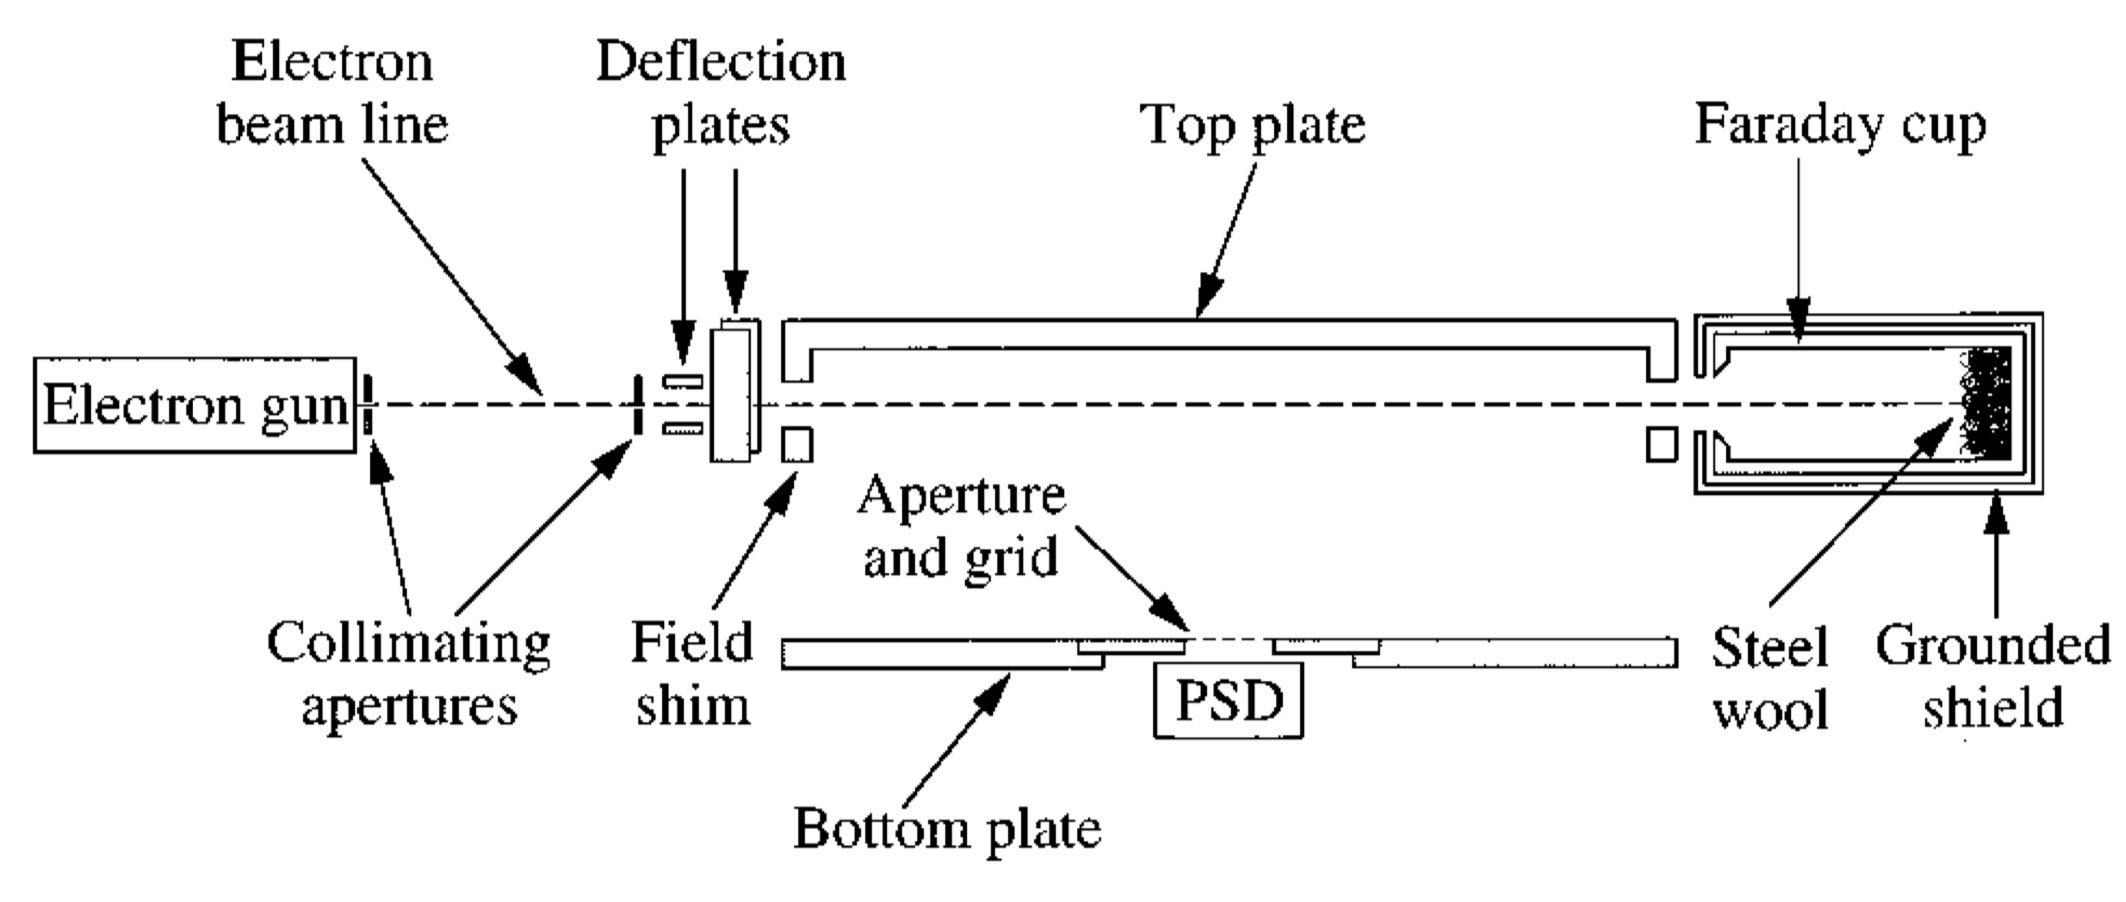 Electron
beam line
Deflection
plates
Top plate
Faraday cup
Electron gun
Aperture
and grid
Collimating
apertures
Field
shim
Steel
wool
Grounded
shield
PSD
Bottom plate